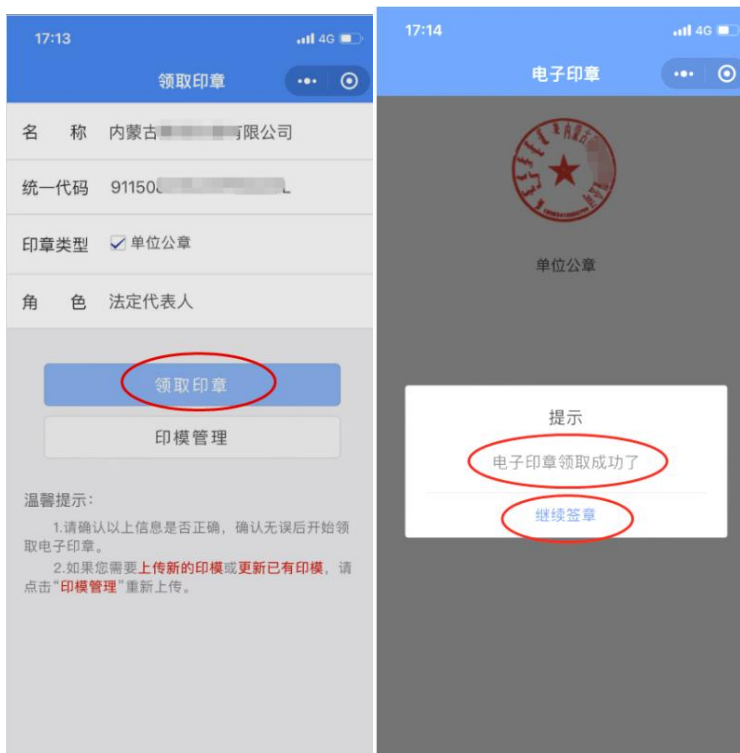 17:13
4G
领取印章
名 称 内蒙古 有限公司
统一代码 91150
印章类型 单位公章
角 色 法定代表人
领取印章
印模管理
温馨提示：
1.请确认以上信息是否正确，确认无误后开始领
取电子印章。
2.如果您需要上传新的印模或更新已有印模，请
点击“印模管理”重新上传。
17:14
4G
电子印章
内蒙古
单位公章
提示
电子印章领取成功了
继续签章